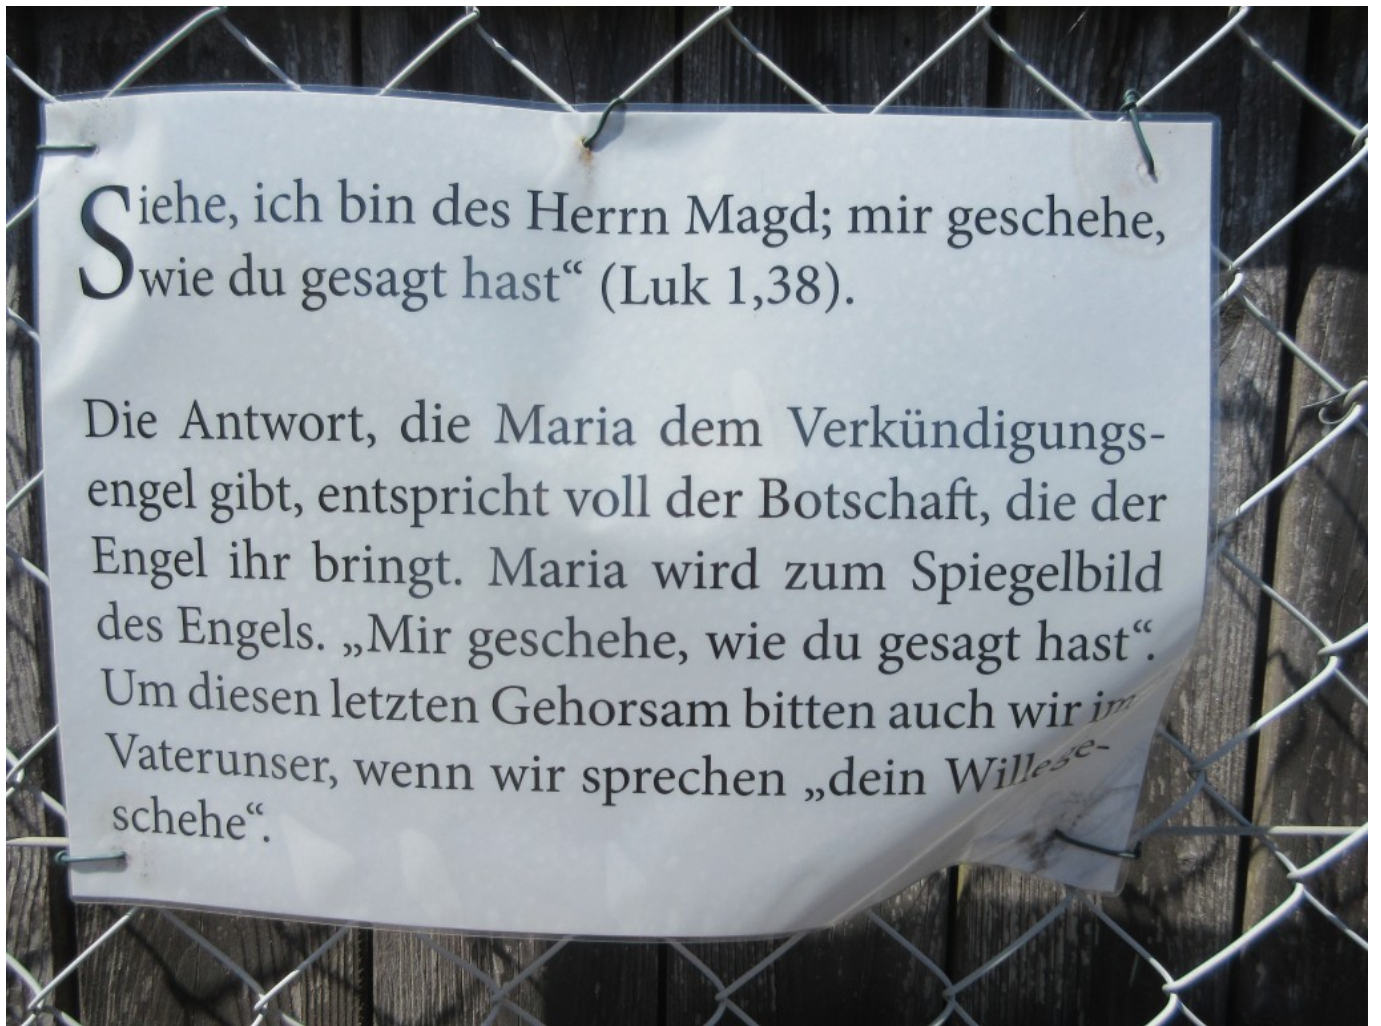 Siehe, ich bin des Herrn Magd; mir geschehe,
wie du gesagt hast“ (Luk 1,38).
Die Antwort, die Maria dem Verkündigungs-
engel gibt, entspricht voll der Botschaft, die der
Engel ihr bringt. Maria wird zum Spiegelbild
des Engels. „Mir geschehe, wie du gesagt hast“.
Um diesen letzten Gehorsam bitten auch wir im
Vaterunser, wenn wir sprechen „dein Wille ge-
schehe“.